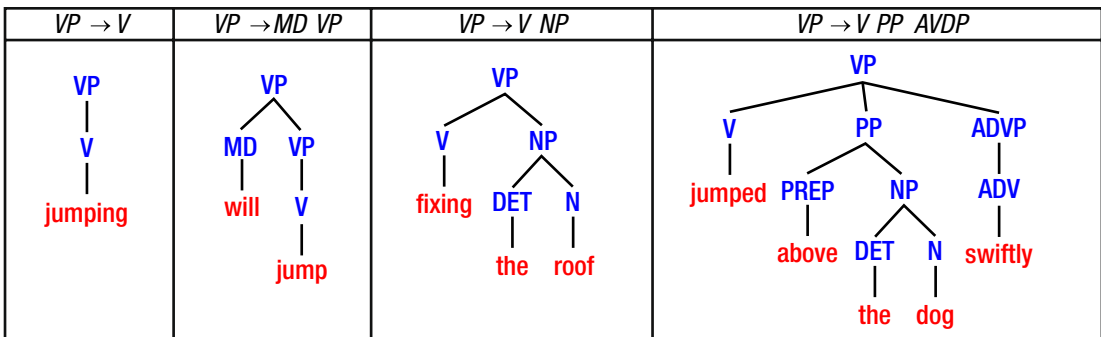 VP → V
VP → MD VP
VP → V NP
VP → V PP AVDP
VP
V
jumping
VP
MD VP
will V
jump
VP
V NP
fixing DET N
the roof
VP
V PP ADVP
jumped PREP NP ADV
above DET N swiftly
the dog